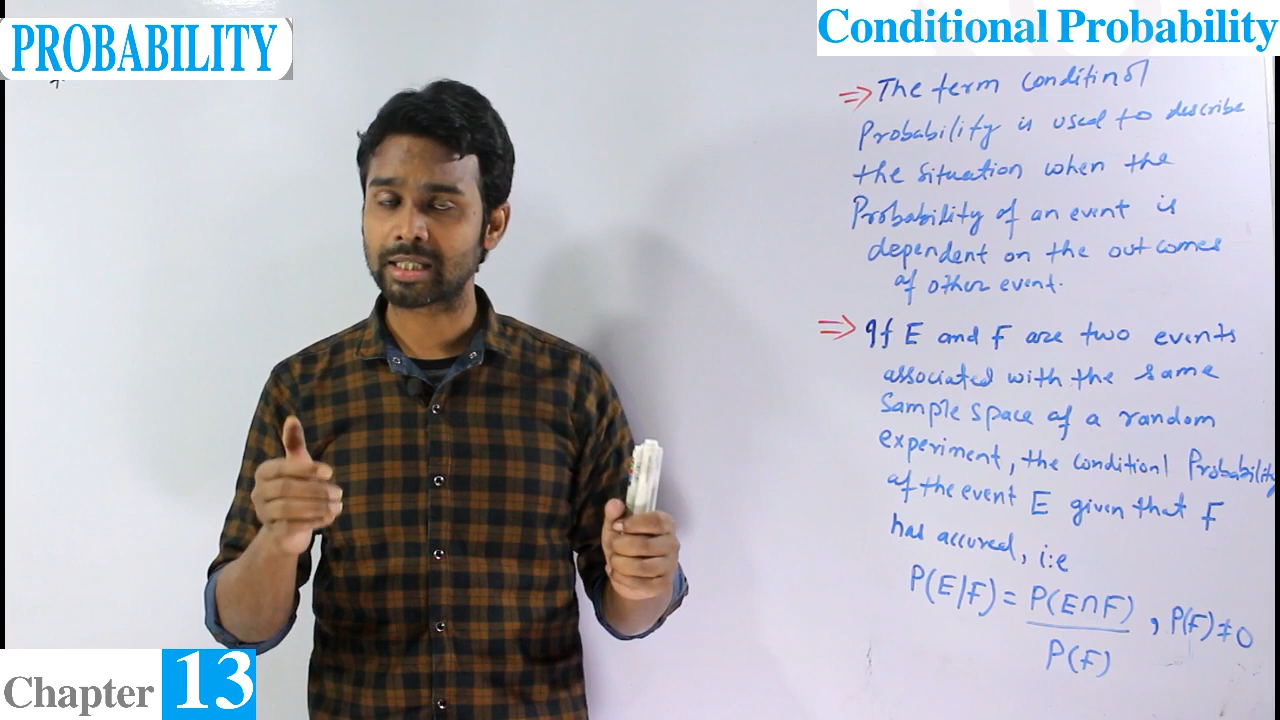 PROBABILITY
Conditional Probability
⇒ The term conditinol
Probability is used to describe
the situation when the
Probability of an event is
dependent on the outcomes
of other event.
⇒ If E and F are two events
associated with the same
Sample space of a random
experiment, the conditionl Probability
of the event E given that F
has accured, i:e
P(E|F) = P(E∩F) , P(F) ≠ 0
P(F)
Chapter 13